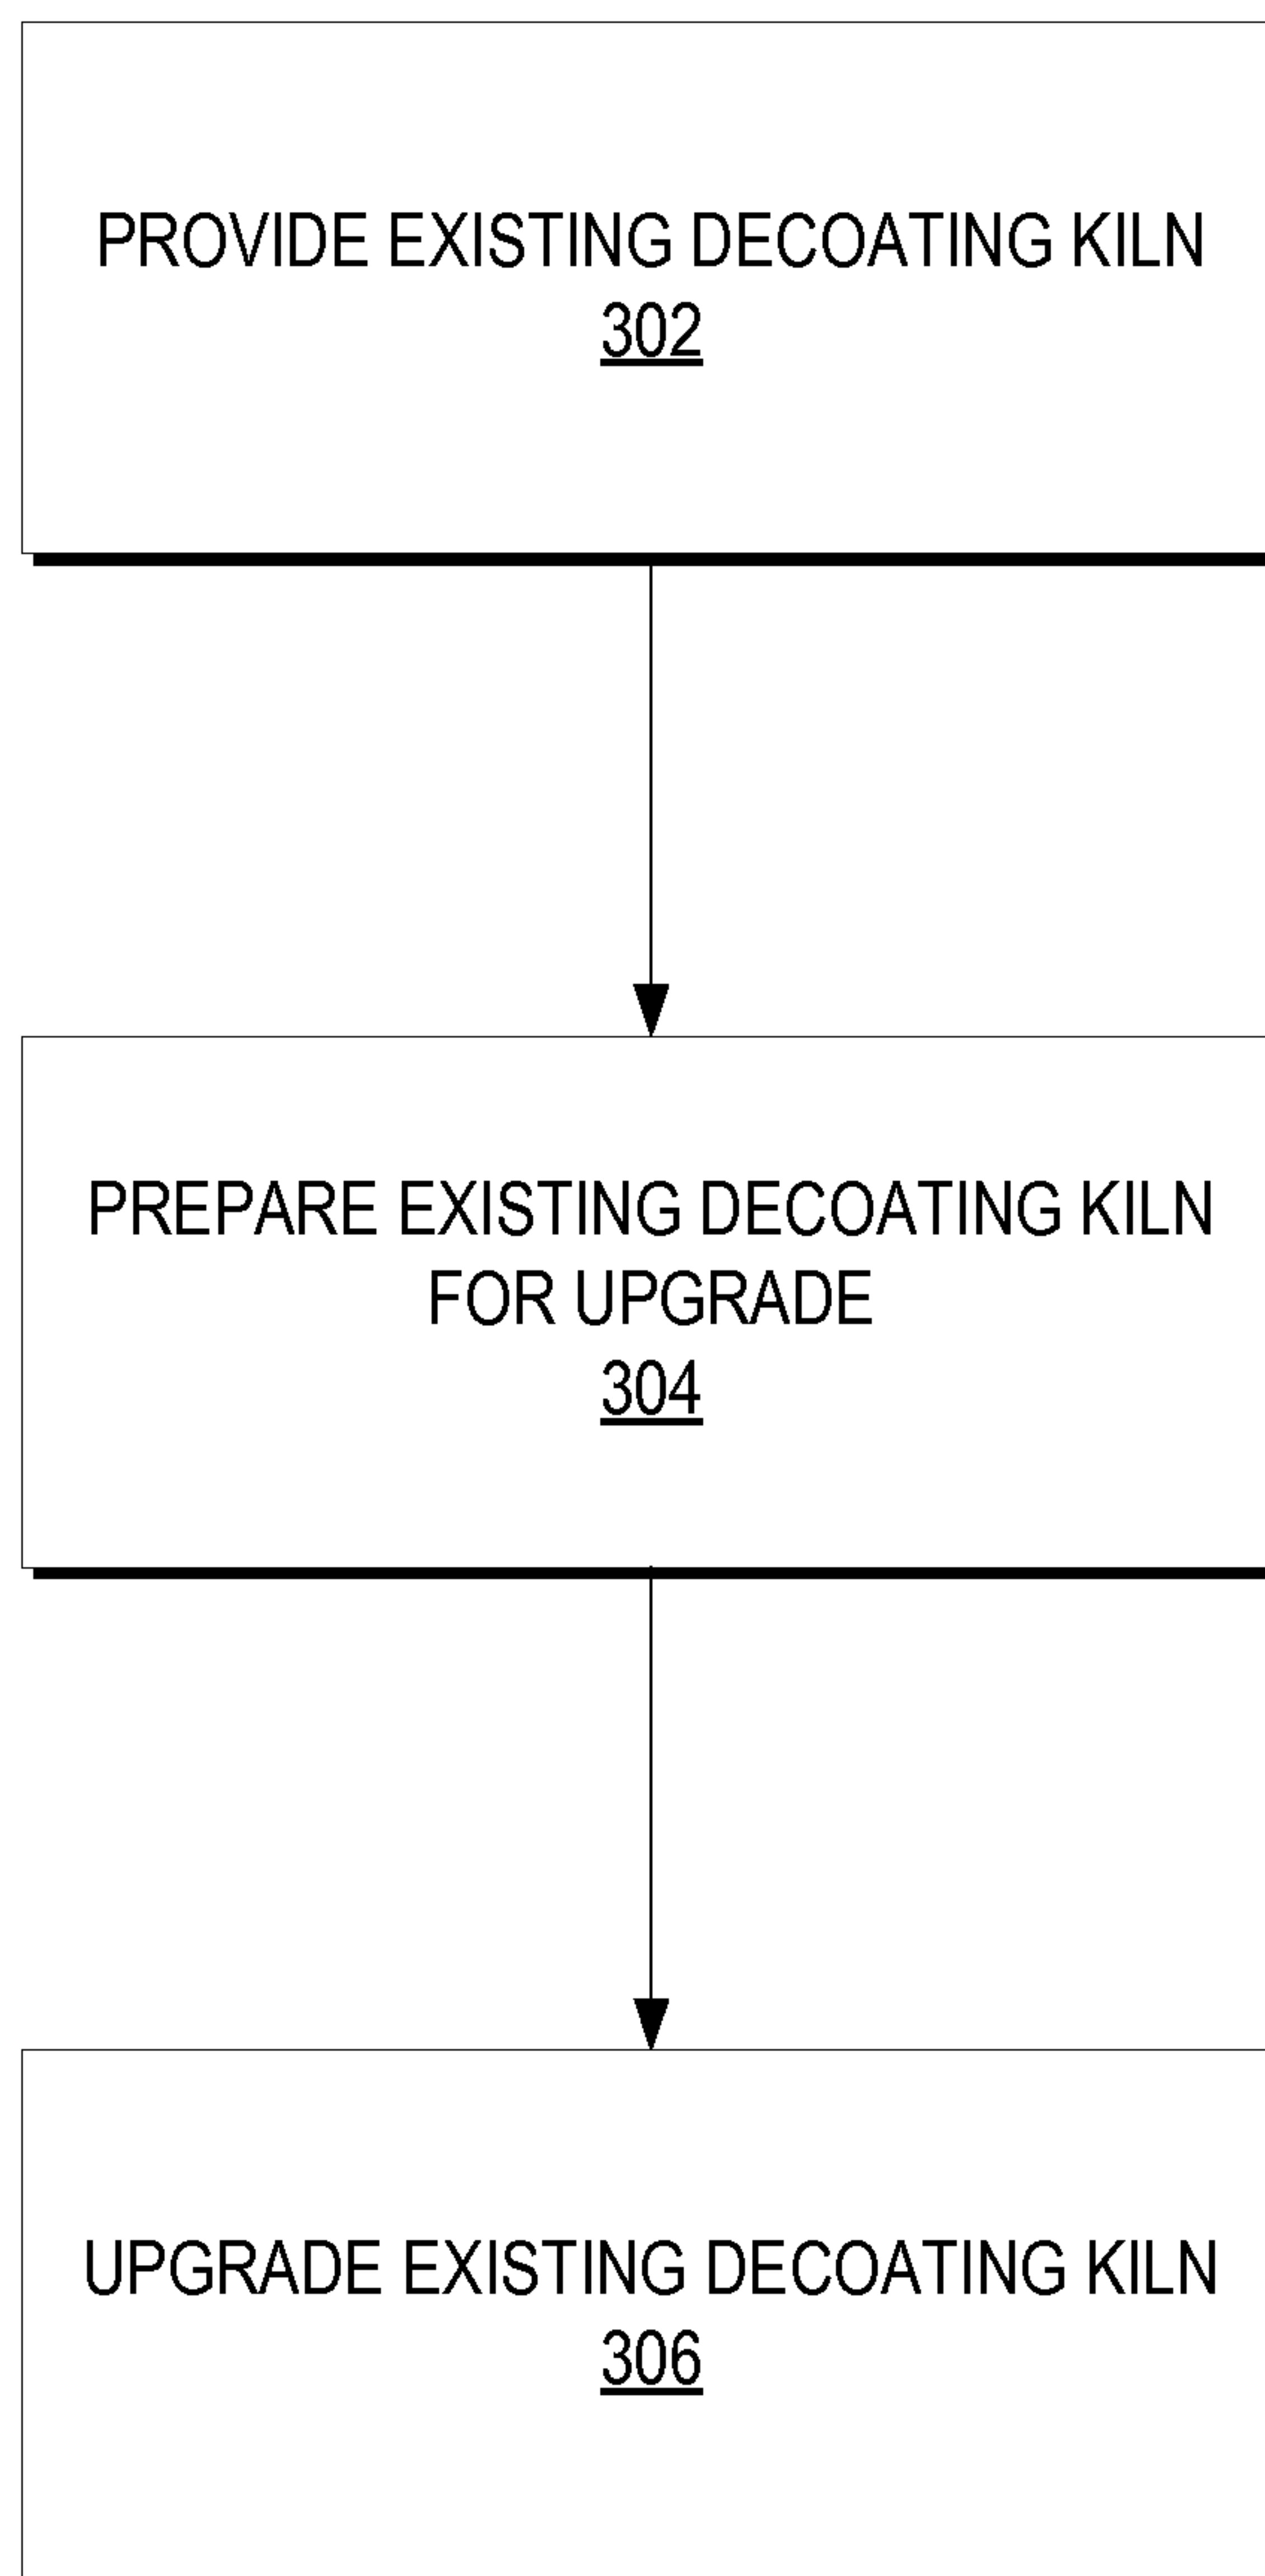 PROVIDE EXISTING DECOATING KILN
302
PREPARE EXISTING DECOATING KILN
FOR UPGRADE
304
UPGRADE EXISTING DECOATING KILN
306